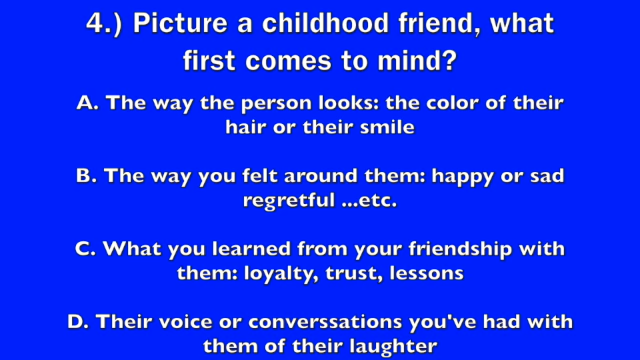 4.) Picture a childhood friend, what
first comes to mind?
A. The way the person looks: the color of their
hair or their smile
B. The way you felt around them: happy or sad
regretful ...etc.
C. What you learned from your friendship with
them: loyalty, trust, lessons
D. Their voice or converssations you've had with
them of their laughter